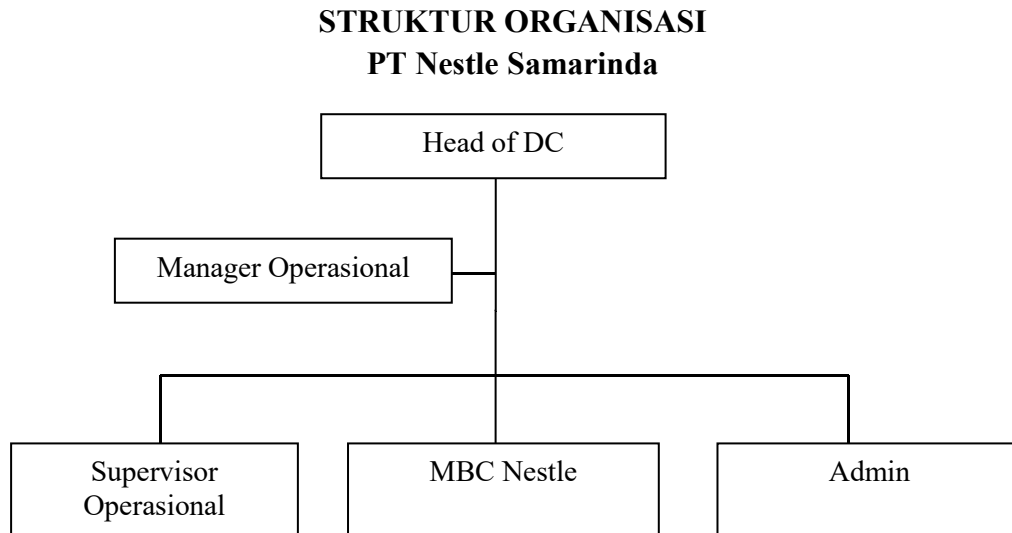 STRUKTUR ORGANISASI
PT Nestle Samarinda
Head of DC
Manager Operasional
Supervisor
Operasional
MBC Nestle
Admin